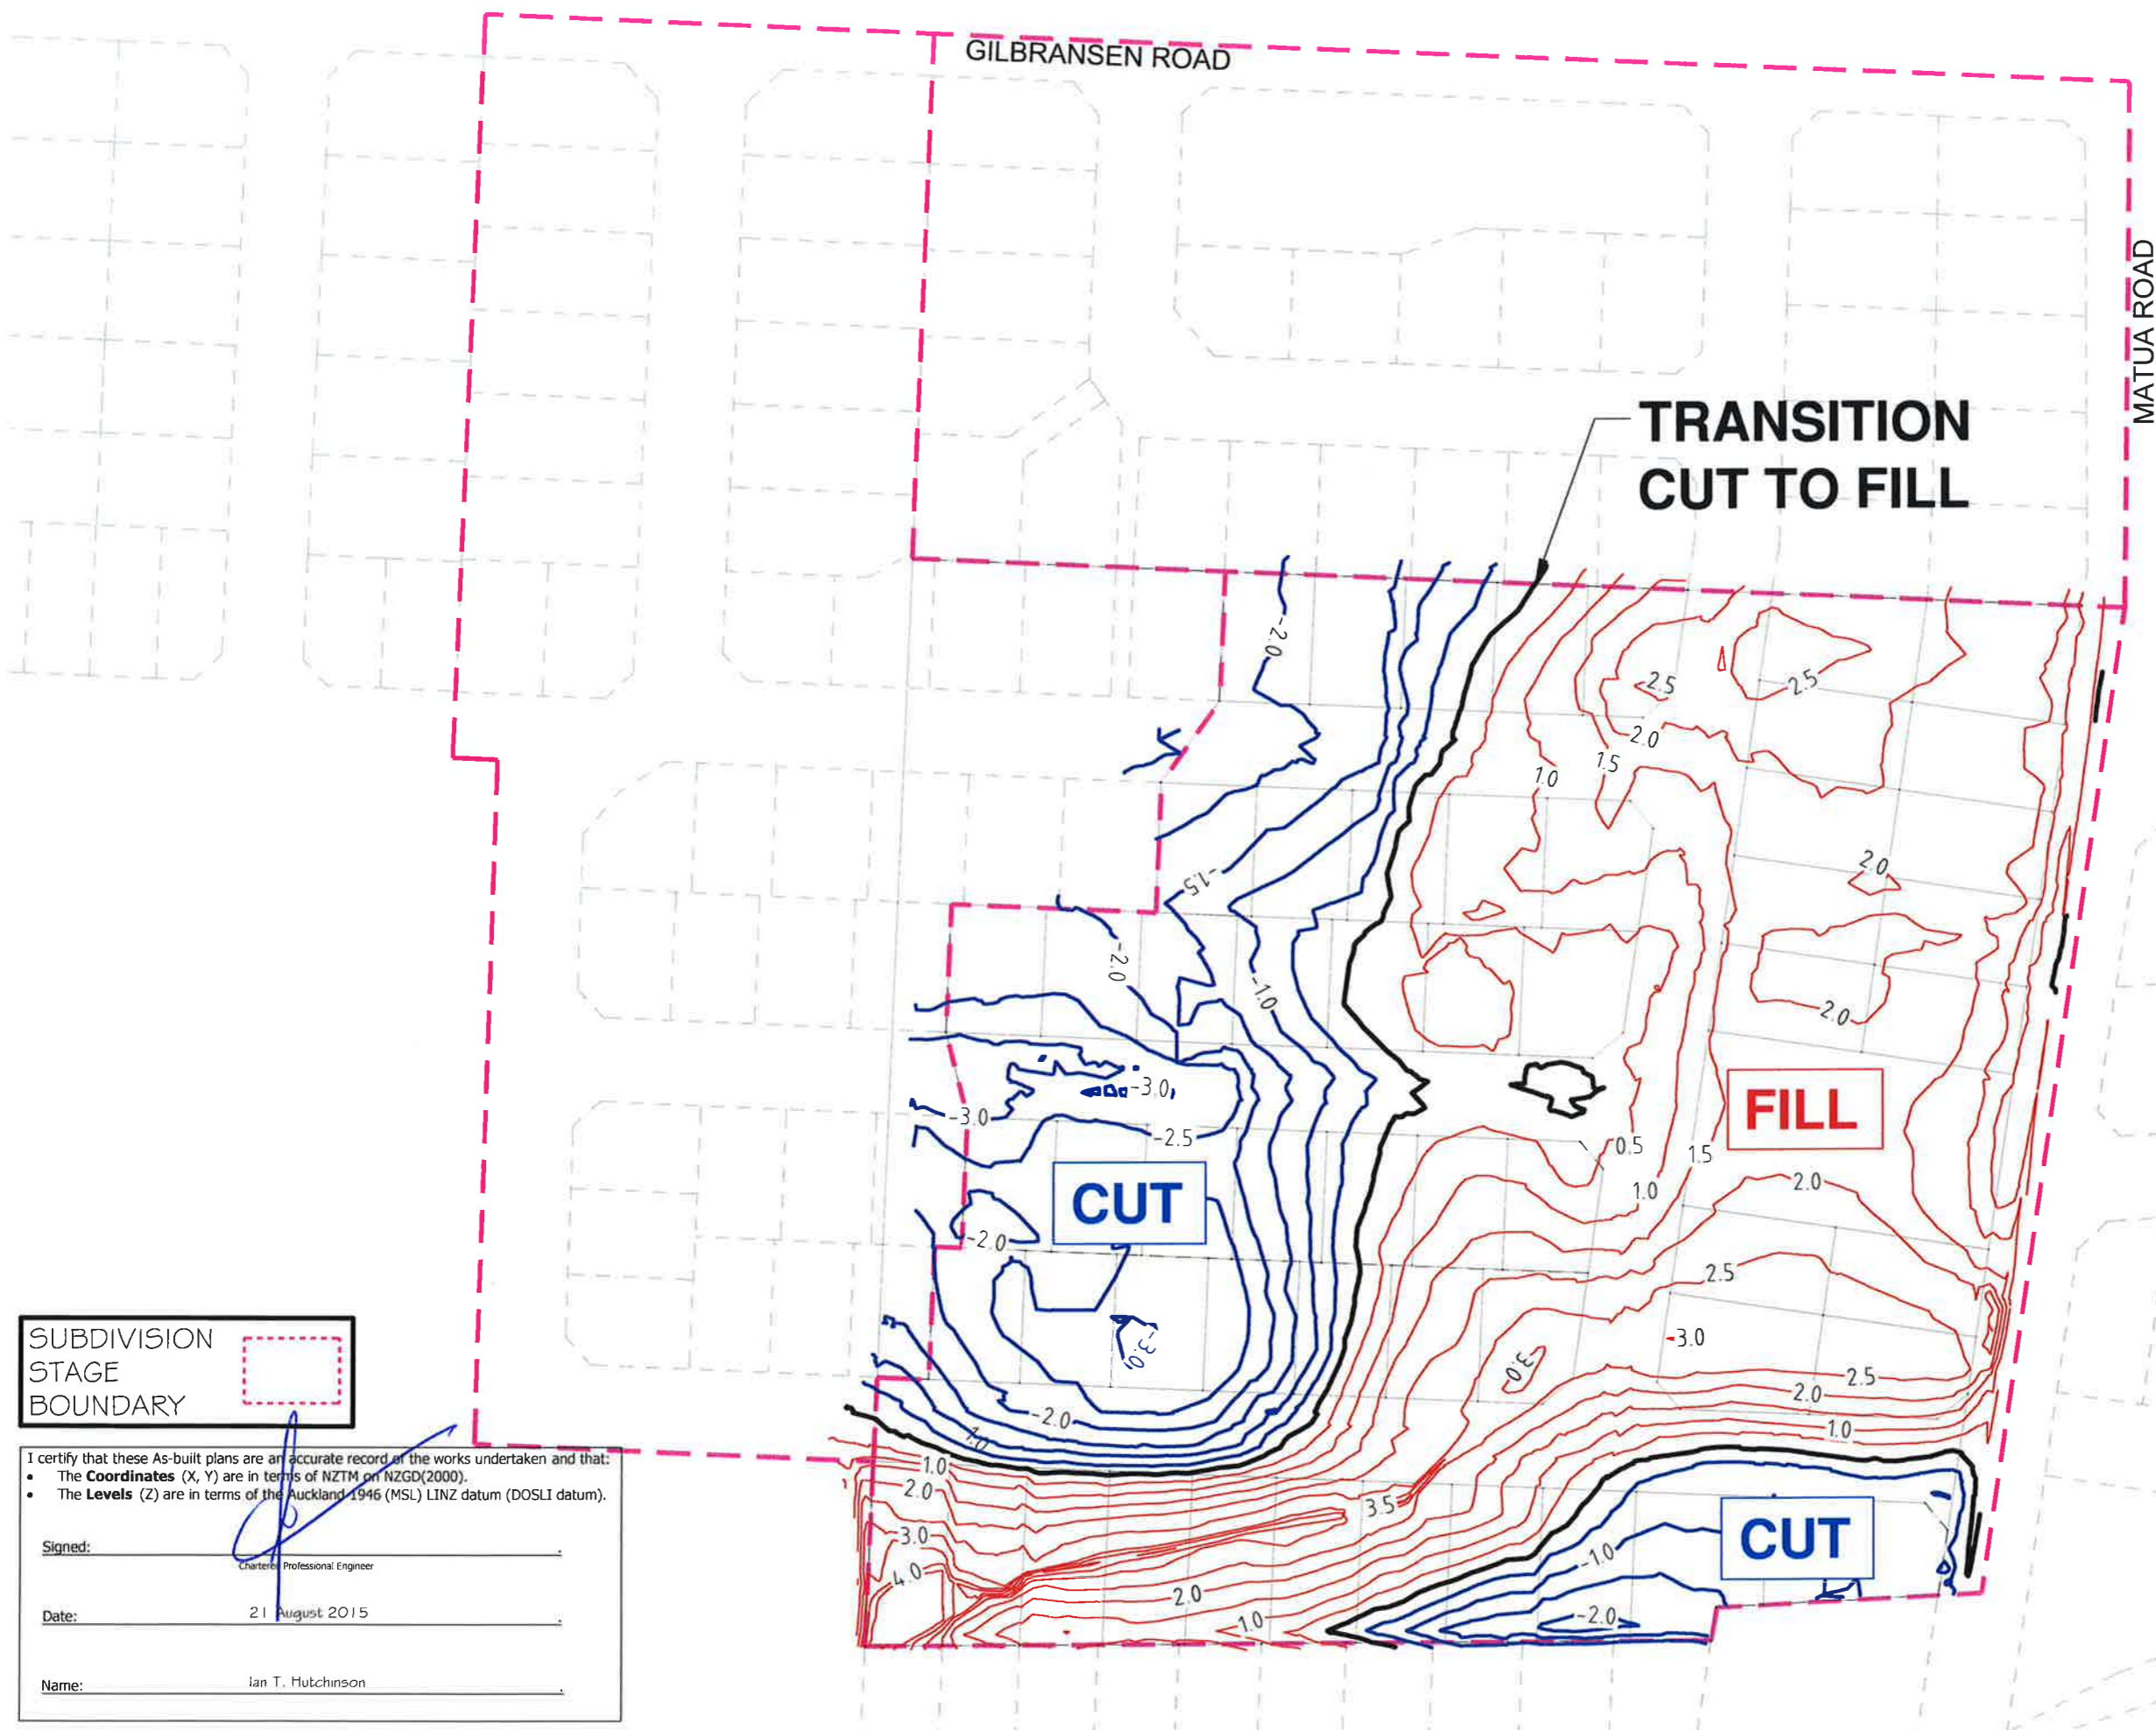 GILBRANSEN ROAD
MATUA ROAD
TRANSITION
CUT TO FILL
-2.0
2.5
2.5
2.0
1.5
1.0
2.0
-1.5
-2.0
-1.0
2.0
-3.0
-3.0
-2.5
FILL
0.5
1.5
1.0
2.0
CUT
-2.0
2.5
3.0
-3.0
3.0
2.5
2.0
1.0
-2.0
1.0
1.0
2.0
3.0
4.0
3.5
2.0
1.0
CUT
-1.0
-2.0
SUBDIVISION
STAGE
BOUNDARY
I certify that these As-built plans are an accurate record of the works undertaken and that:
• The Coordinates (X, Y) are in terms of NZTM on NZGD(2000).
• The Levels (Z) are in terms of the Auckland 1946 (MSL) LINZ datum (DOSLI datum).
Signed:
Chartered Professional Engineer
Date: 21 August 2015
Name: Ian T. Hutchinson